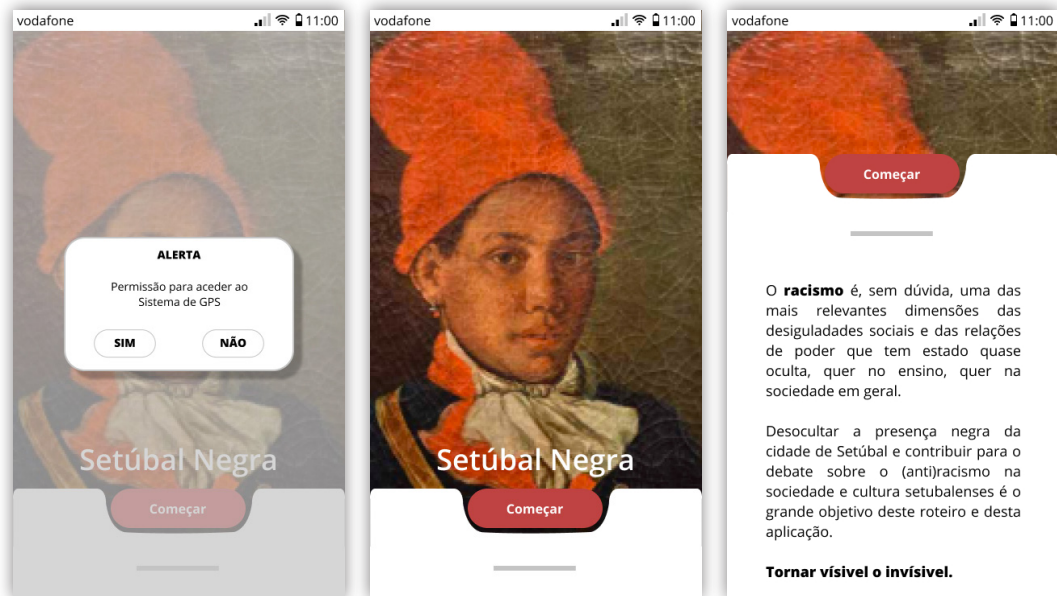 vodafone
11:00
ALERTA
Permissão para aceder ao
Sistema de GPS
SIM
NÃO
Setúbal Negra
Começar
vodafone
11:00
Setúbal Negra
Começar
vodafone
11:00
Começar
O racismo é, sem dúvida, uma das
mais relevantes dimensões das
desiguladades sociais e das relações
de poder que tem estado quase
oculta, quer no ensino, quer na
sociedade em geral.
Desocultar a presença negra da
cidade de Setúbal e contribuir para o
debate sobre o (anti)racismo na
sociedade e cultura setubalenses é o
grande objetivo deste roteiro e desta
aplicação.
Tornar vísivel o invísivel.